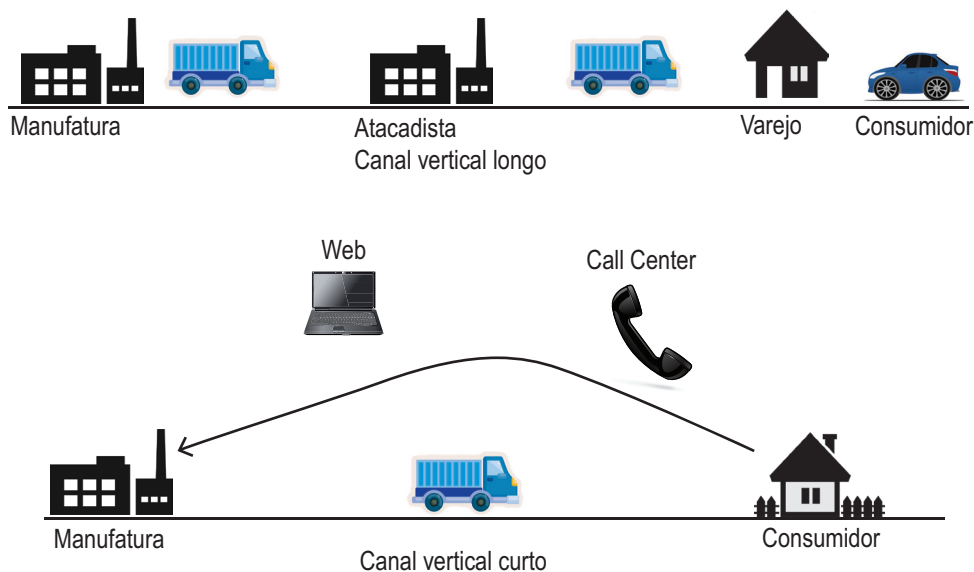 Manufatura
Atacadista
Varejo
Consumidor
Canal vertical longo
Web
Call Center
Manufatura
Consumidor
Canal vertical curto